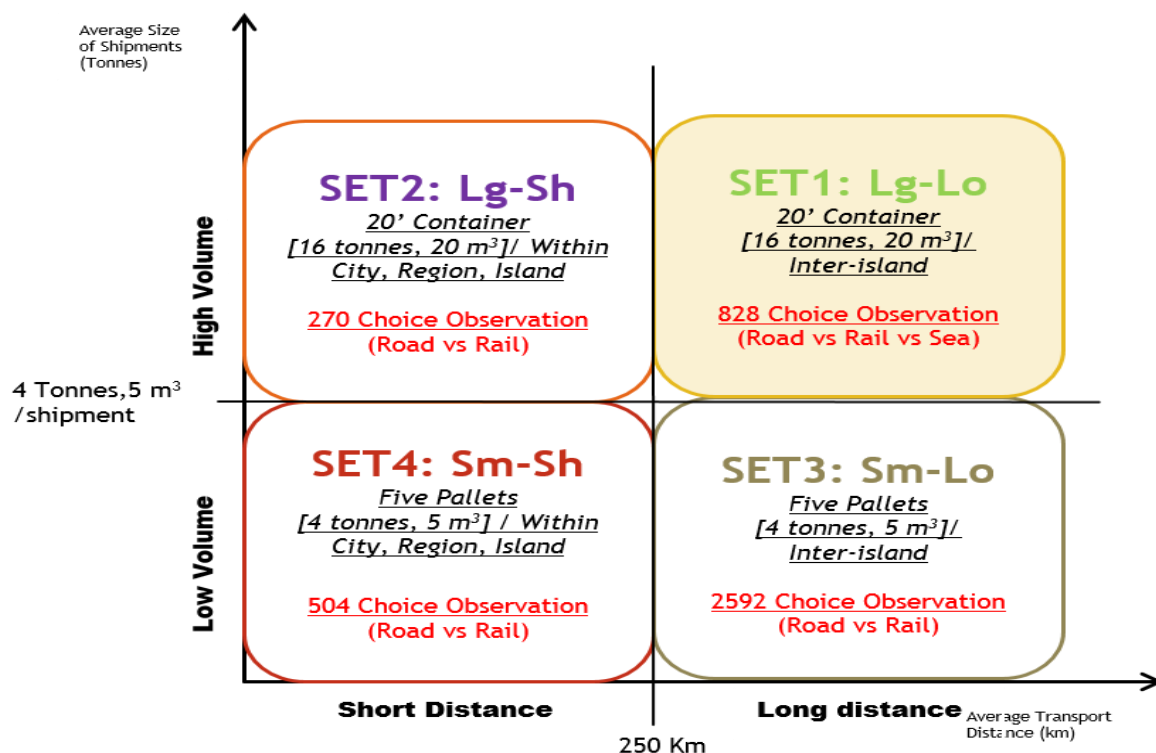 Average Size
of Shipments
(Tonnes)
SET2: Lg-Sh
20’ Container
[16 tonnes, 20 m³]/ Within
City, Region, Island
270 Choice Observation
(Road vs Rail)
SET1: Lg-Lo
20’ Container
[16 tonnes, 20 m³]/
Inter-island
828 Choice Observation
(Road vs Rail vs Sea)
High Volume
4 Tonnes,5 m³
/shipment
SET4: Sm-Sh
Five Pallets
[4 tonnes, 5 m³] / Within
City, Region, Island
504 Choice Observation
(Road vs Rail)
SET3: Sm-Lo
Five Pallets
[4 tonnes, 5 m³]/
Inter-island
2592 Choice Observation
(Road vs Rail)
Low Volume
Short Distance
Long distance
Average Transport
Distance (km)
250 Km